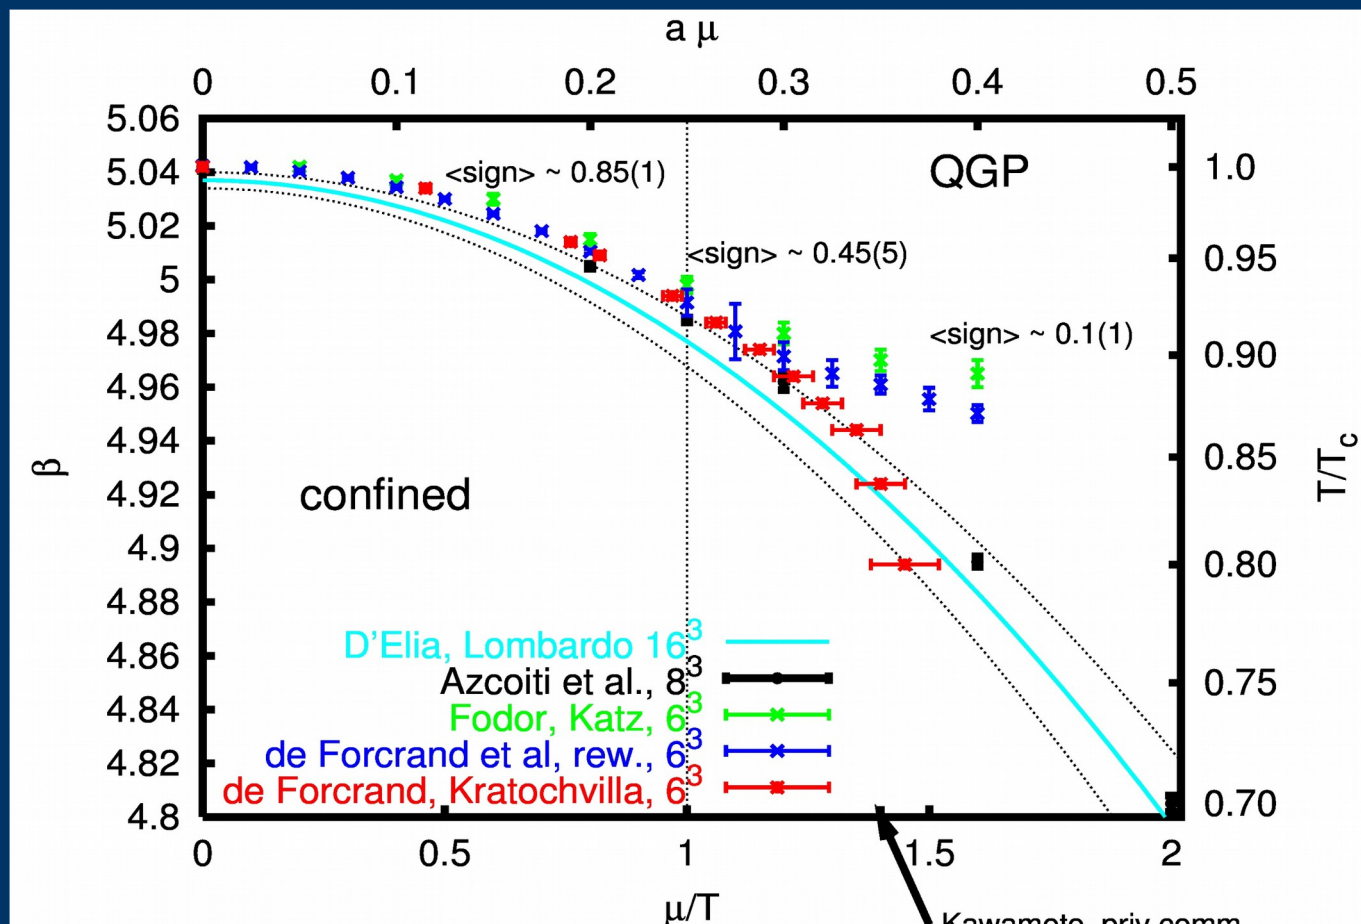 a μ
0 0.1 0.2 0.3 0.4 0.5
5.06
5.04
5.02
5
4.98
4.96
4.94
4.92
4.9
4.88
4.86
4.84
4.82
4.8
β
<sign> ~ 0.85(1)
QGP
<sign> ~ 0.45(5)
<sign> ~ 0.1(1)
confined
D'Elia, Lombardo 16³
Azcoiti et al., 8³
Fodor, Katz, 6³
de Forcrand et al, rew., 6³
de Forcrand, Kratochvilla, 6³
1.0
0.95
0.90
0.85
0.80
0.75
0.70
T/Tc
0 0.5 1 1.5 2
μ/T
Kawamoto, priv.comm.